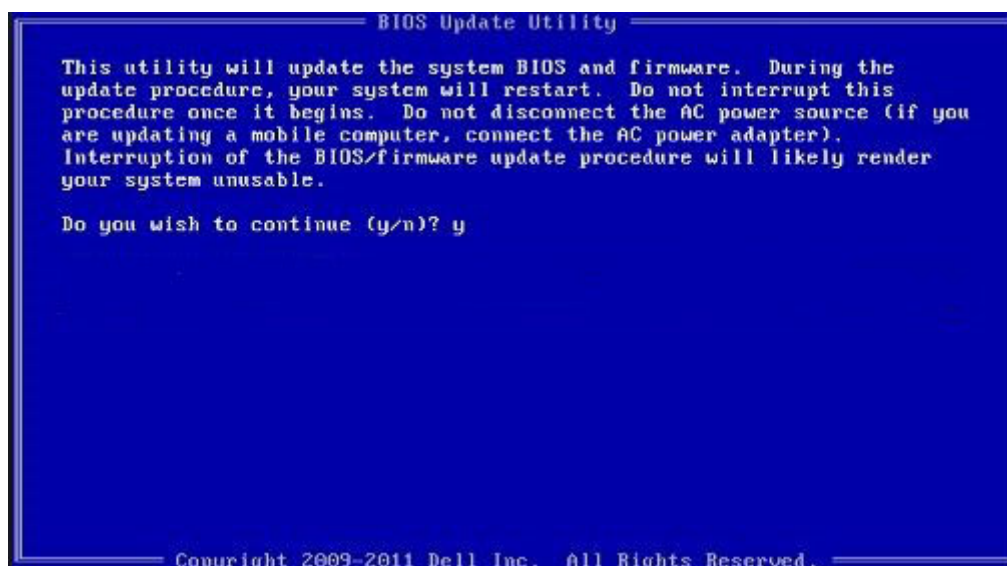 BIOS Update Utility
This utility will update the system BIOS and firmware. During the
update procedure, your system will restart. Do not interrupt this
procedure once it begins. Do not disconnect the AC power source (if you
are updating a mobile computer, connect the AC power adapter).
Interruption of the BIOS/firmware update procedure will likely render
your system unusable.
Do you wish to continue (y/n)? y
Copyright 2009-2011 Dell Inc. All Rights Reserved.